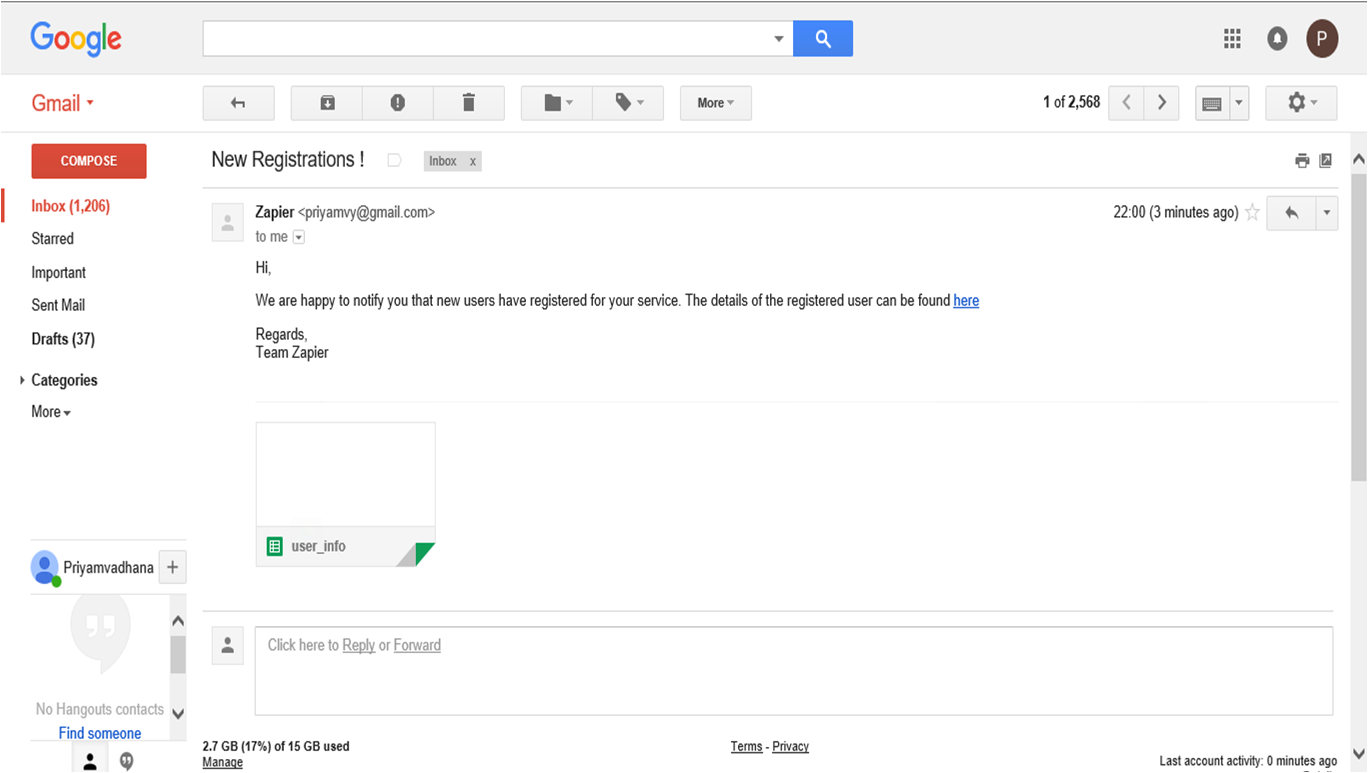 Google
P
Gmail
More
1 of 2,568
COMPOSE
New Registrations !
Inbox x
Inbox (1,206)
Starred
Important
Sent Mail
Drafts (37)
Categories
More
Zapier <priyamvy@gmail.com>
22:00 (3 minutes ago)
to me
Hi,
We are happy to notify you that new users have registered for your service. The details of the registered user can be found here
Regards,
Team Zapier
user_info
Priyamvadhana
+
No Hangouts contacts
Find someone
Click here to Reply or Forward
2.7 GB (17%) of 15 GB used
Manage
Terms - Privacy
Last account activity: 0 minutes ago